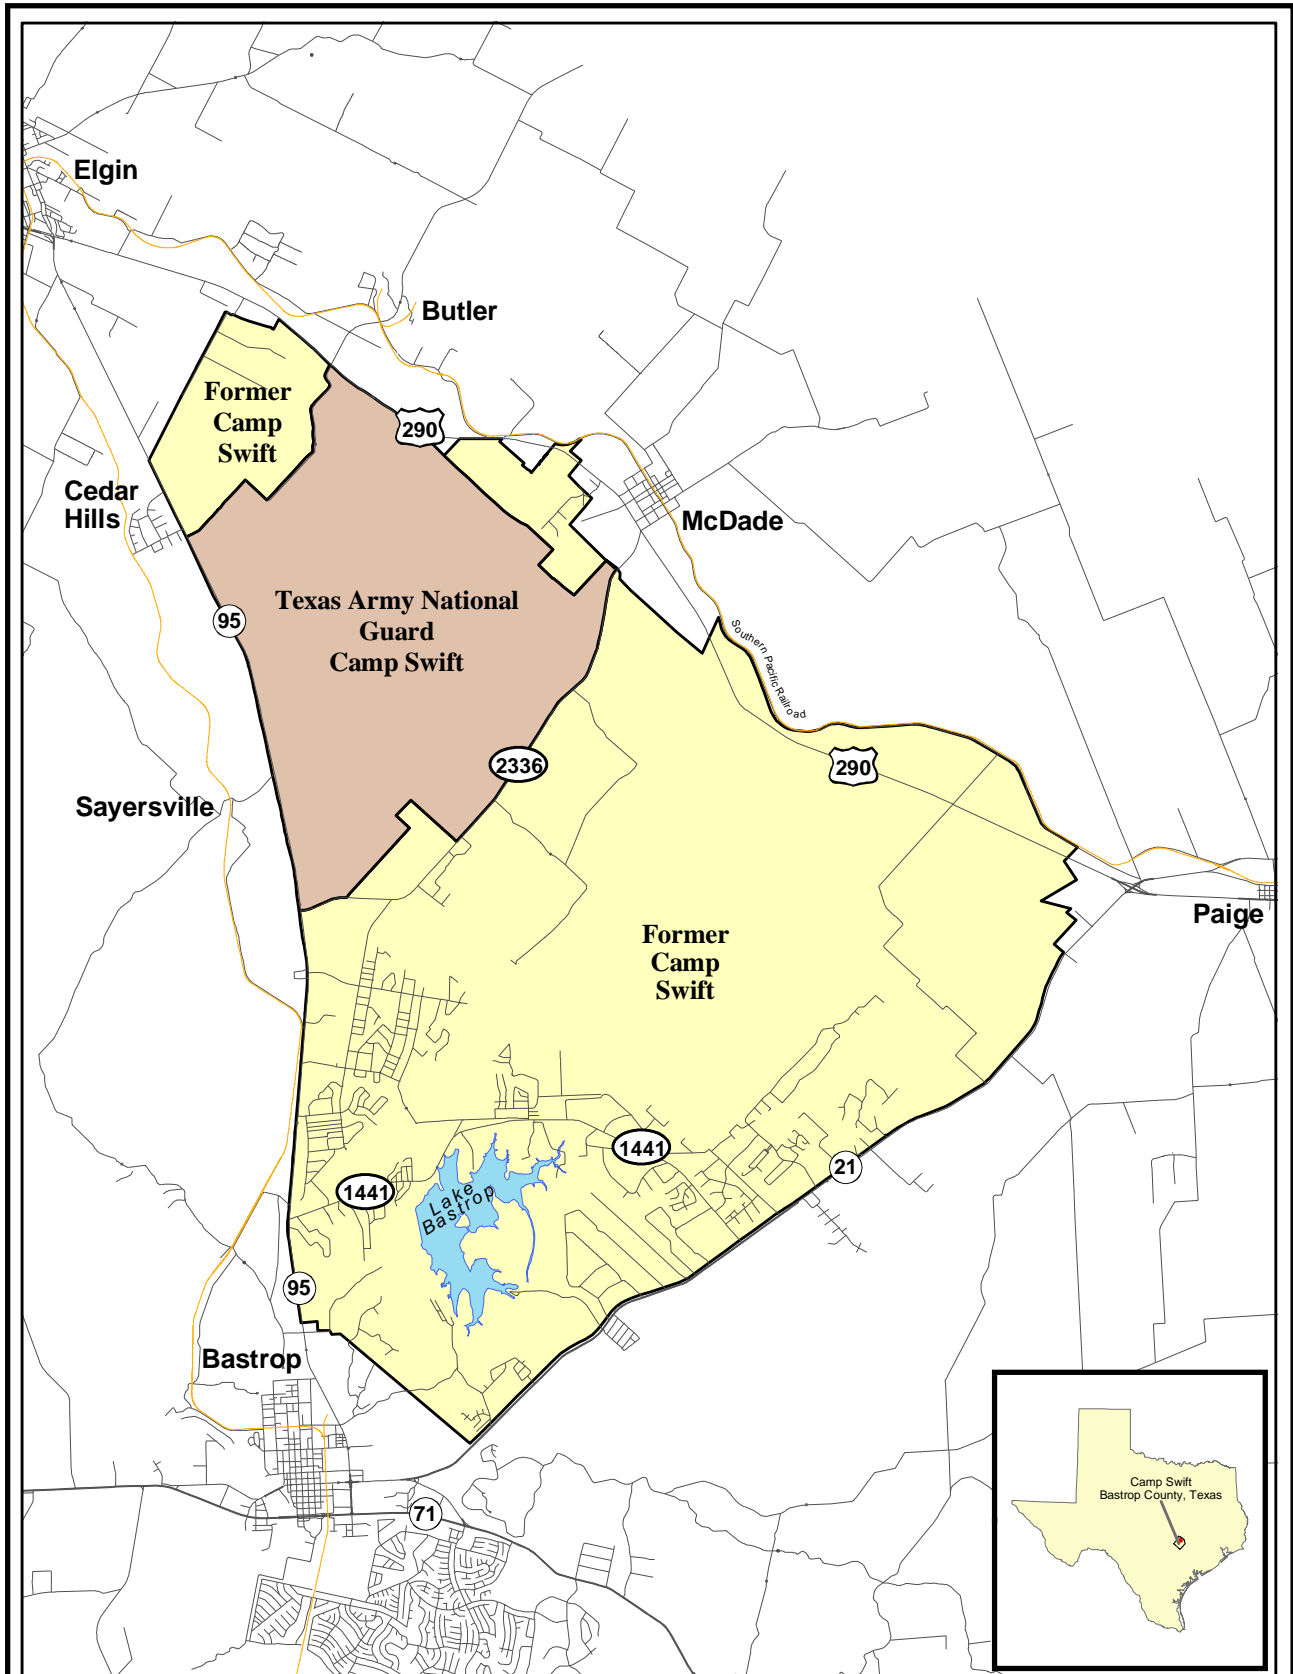 Elgin
Butler
Former
Camp
Swift
290
Cedar
Hills
McDade
Texas Army National
Guard
Camp Swift
95
Southern Pacific Railroad
2336
290
Sayersville
Paige
Former
Camp
Swift
1441
21
1441
Lake
Bastrop
95
Bastrop
Camp Swift
Bastrop County, Texas
71